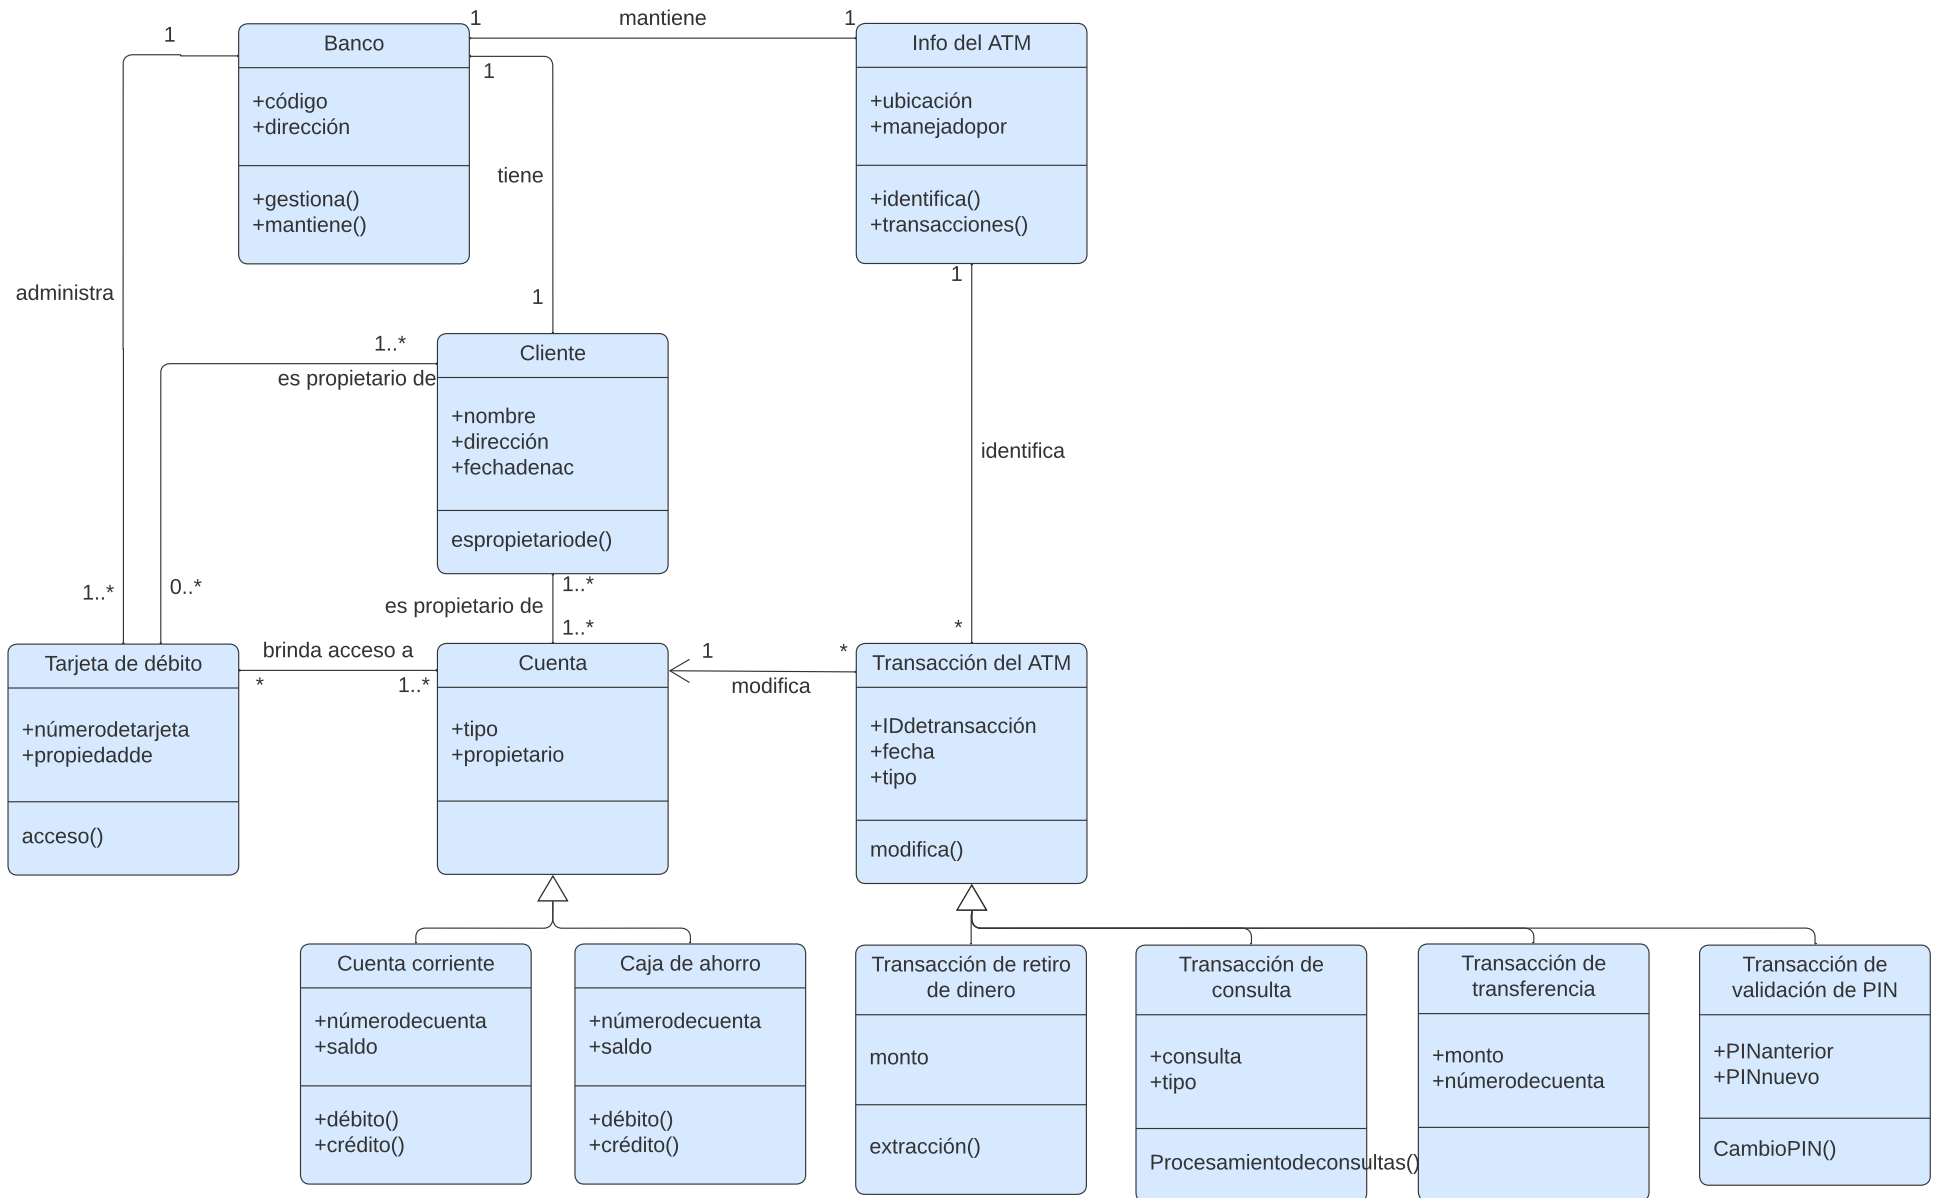 1
mantiene
1
1
Banco
+código
+dirección
+gestiona()
+mantiene()
1
Info del ATM
+ubicación
+manejadopor
+identifica()
+transacciones()
tiene
administra
1
1
1..*
es propietario de
Cliente
+nombre
+dirección
+fechadenac
espropietariode()
identifica
1..*
0..*
1..*
es propietario de
1..*
*
brinda acceso a
*
1..*
1
*
modifica
Tarjeta de débito
+númerodetarjeta
+propiedadde
acceso()
Cuenta
+tipo
+propietario
Transacción del ATM
+IDdetransacción
+fecha
+tipo
modifica()
Cuenta corriente
+númerodecuenta
+saldo
+débito()
+crédito()
Caja de ahorro
+númerodecuenta
+saldo
+débito()
+crédito()
Transacción de retiro
de dinero
monto
extracción()
Transacción de
consulta
+consulta
+tipo
Procesamientodeconsultas()
Transacción de
transferencia
+monto
+númerodecuenta
Transacción de
validación de PIN
+PINanterior
+PINnuevo
CambioPIN()